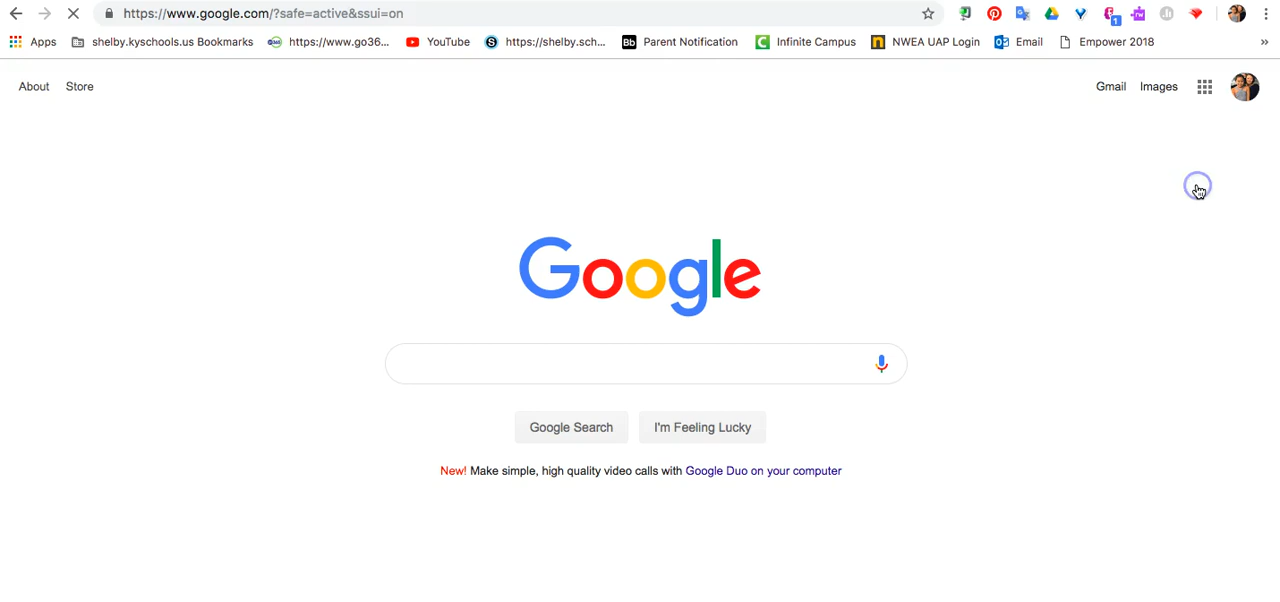 https://www.google.com/?safe=active&ssui=on
1
Apps shelby.kyschools.us Bookmarks https://www.go36... YouTube S https://shelby.sch... Bb Parent Notification C Infinite Campus NWEA UAP Login Email Empower 2018 »
About Store Gmail Images
Google
Google Search I'm Feeling Lucky
New! Make simple, high quality video calls with Google Duo on your computer